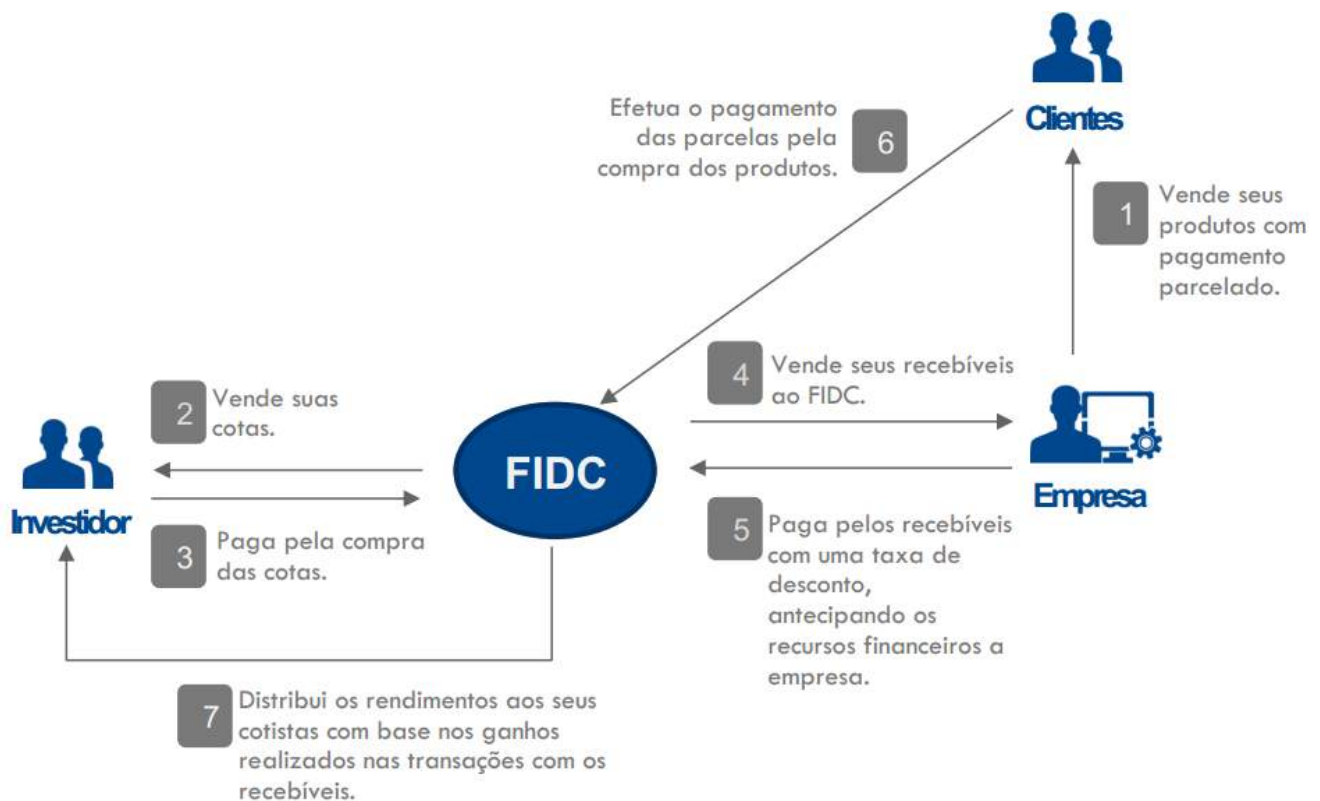 Clientes
Efetua o pagamento
das parcelas pela
compra dos produtos.
6
1
Vende seus
produtos com
pagamento
parcelado.
2
Vende suas
cotas.
4
Vende seus recebíveis
ao FIDC.
Investidor
FIDC
Empresa
3
Paga pela compra
das cotas.
5
Paga pelos recebíveis
com uma taxa de
desconto,
antecipando os
recursos financeiros a
empresa.
7
Distribui os rendimentos aos seus
cotistas com base nos ganhos
realizados nas transações com os
recebíveis.